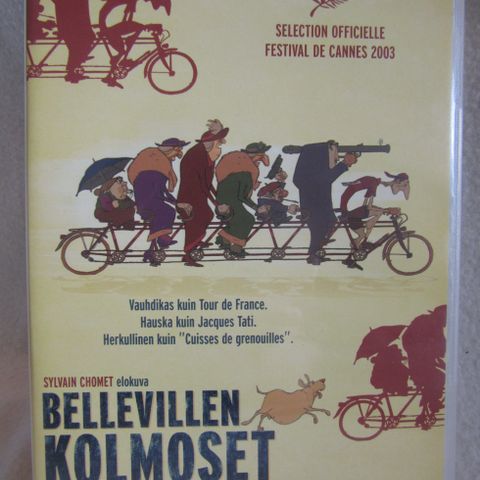 SELECTION OFFICIELLE
FESTIVAL DE CANNES 2003
Vauhdikas kuin Tour de France.
Hauska kuin Jacques Tati.
Herkullinen kuin "Cuisses de grenouilles".
SYLVAIN CHOMET elokuva
BELLEVILLEN
KOLMOSET